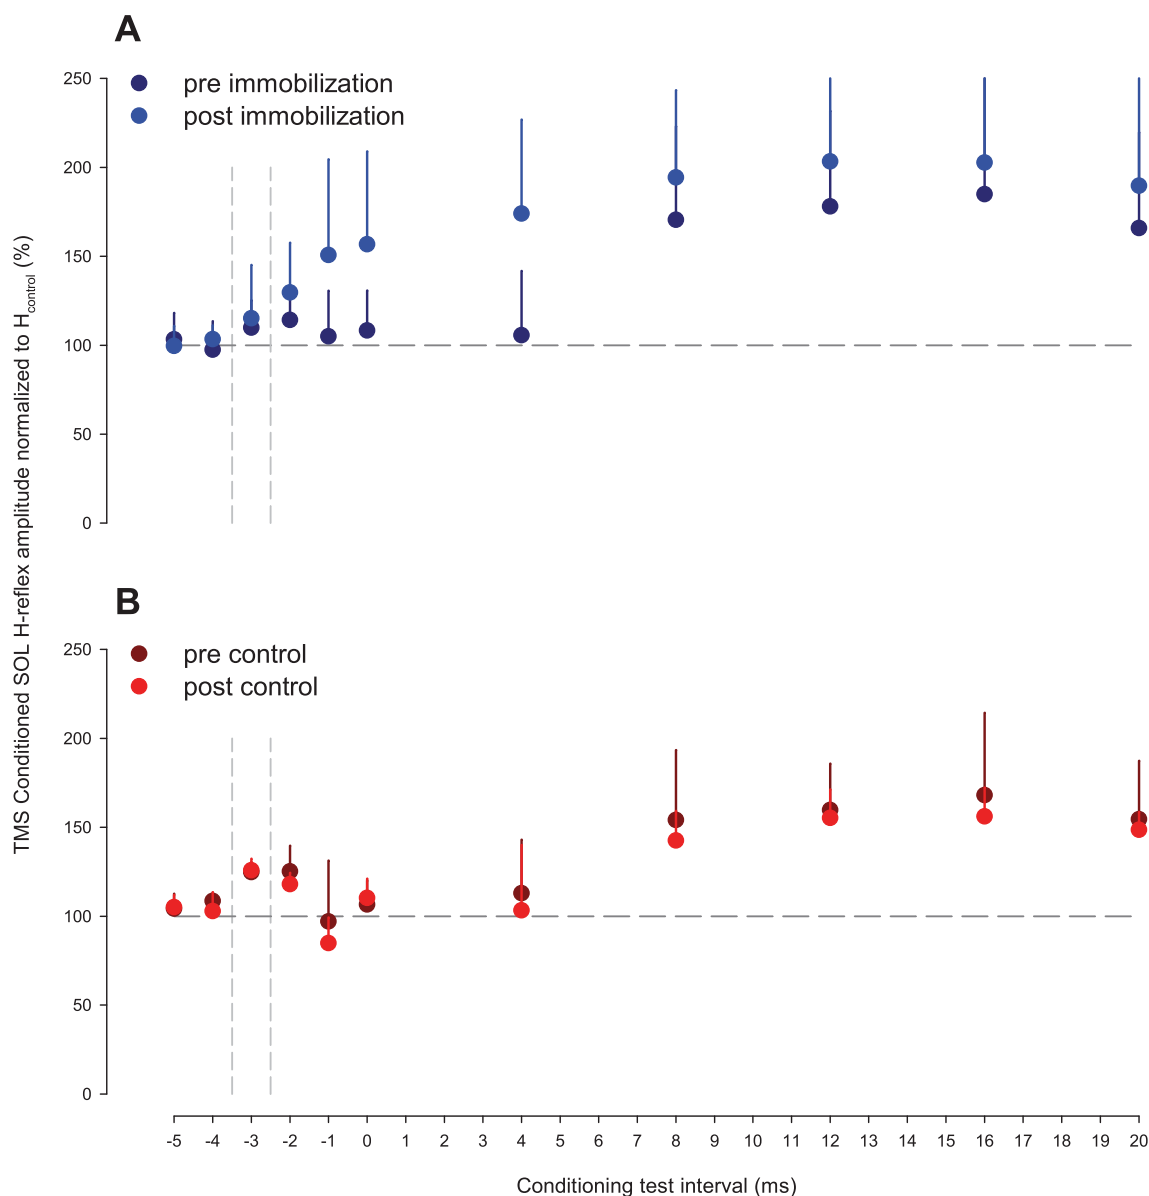 A
pre immobilization
post immobilization
250
200
150
100
50
0
TMS Conditioned SOL H-reflex amplitude normalized to Hcontrol (%)
B
pre control
post control
250
200
150
100
50
0
-5 -4 -3 -2 -1 0 1 2 3 4 5 6 7 8 9 10 11 12 13 14 15 16 17 18 19 20
Conditioning test interval (ms)